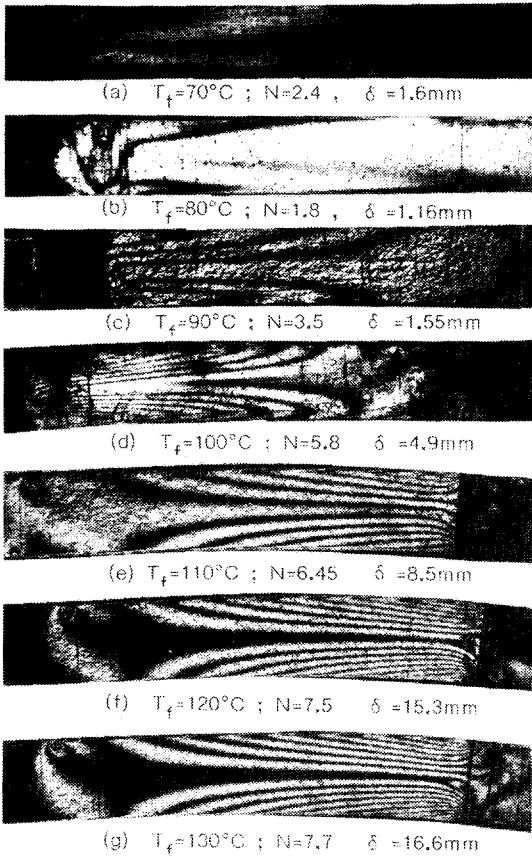 (a) T_f=70°C ; N=2.4 , δ =1.6mm
(b) T_f=80°C ; N=1.8 , δ =1.16mm
(c) T_f=90°C ; N=3.5 δ =1.55mm
(d) T_f=100°C ; N=5.8 δ =4.9mm
(e) T_f=110°C ; N=6.45 δ =8.5mm
(f) T_f=120°C ; N=7.5 δ =15.3mm
(g) T_f=130°C ; N=7.7 δ =16.6mm